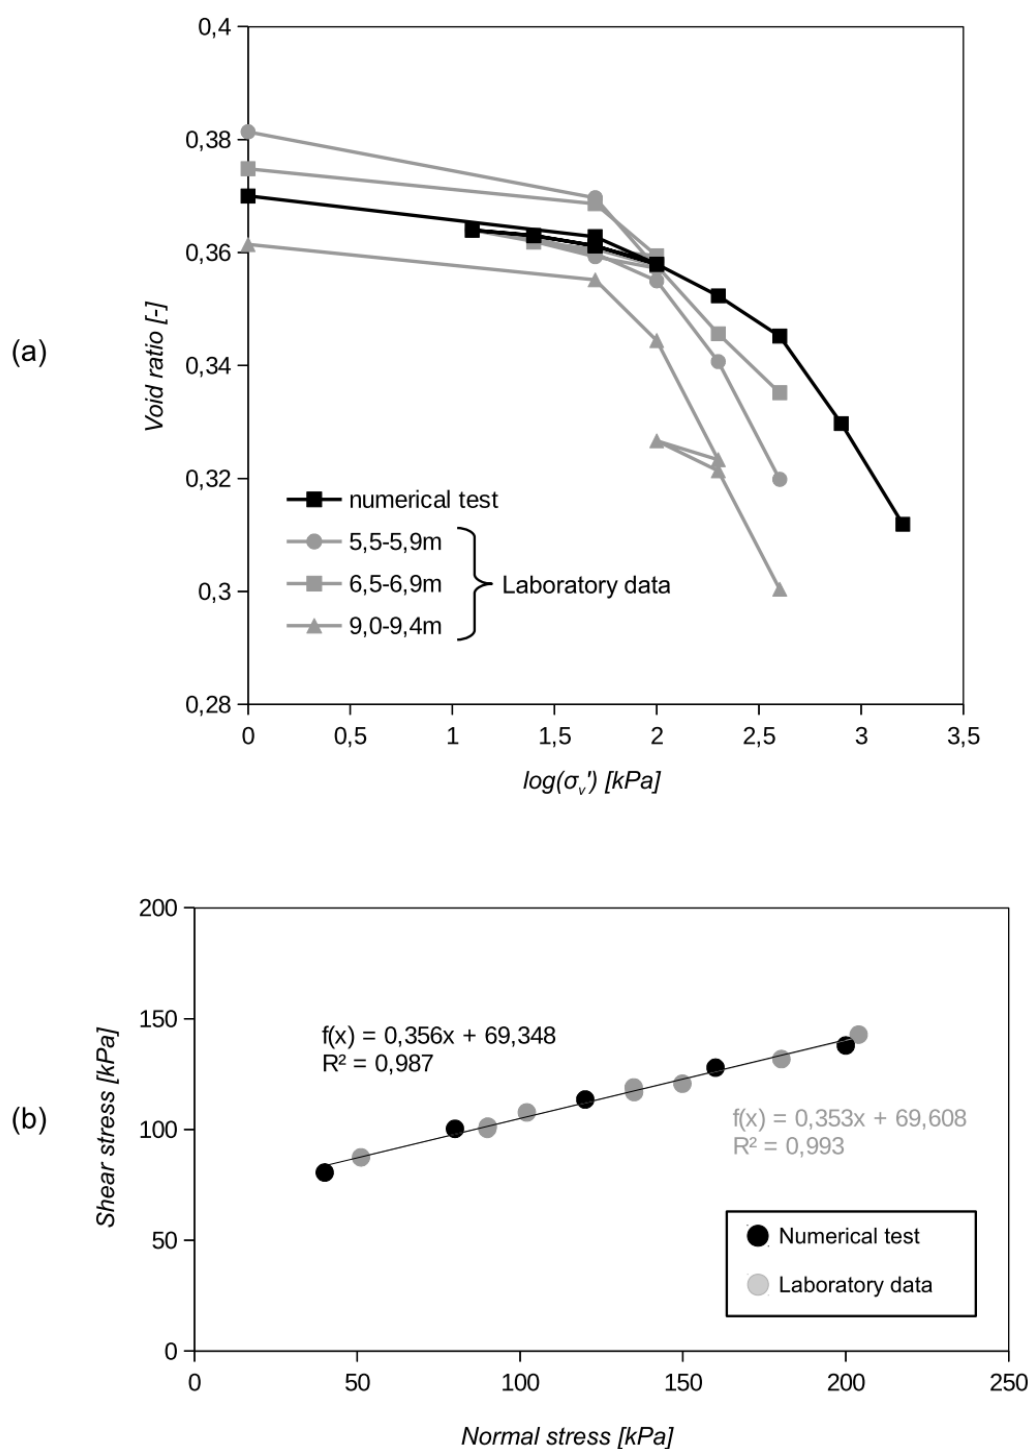 (a)
Void ratio [-]
0,4
0,38
0,36
0,34
0,32
0,3
0,28
numerical test
5,5-5,9m
6,5-6,9m
9,0-9,4m
Laboratory data
0 0,5 1 1,5 2 2,5 3 3,5
log(σv') [kPa]
(b)
Shear stress [kPa]
200
150
100
50
0
f(x) = 0,356x + 69,348
R² = 0,987
f(x) = 0,353x + 69,608
R² = 0,993
Numerical test
Laboratory data
0 50 100 150 200 250
Normal stress [kPa]